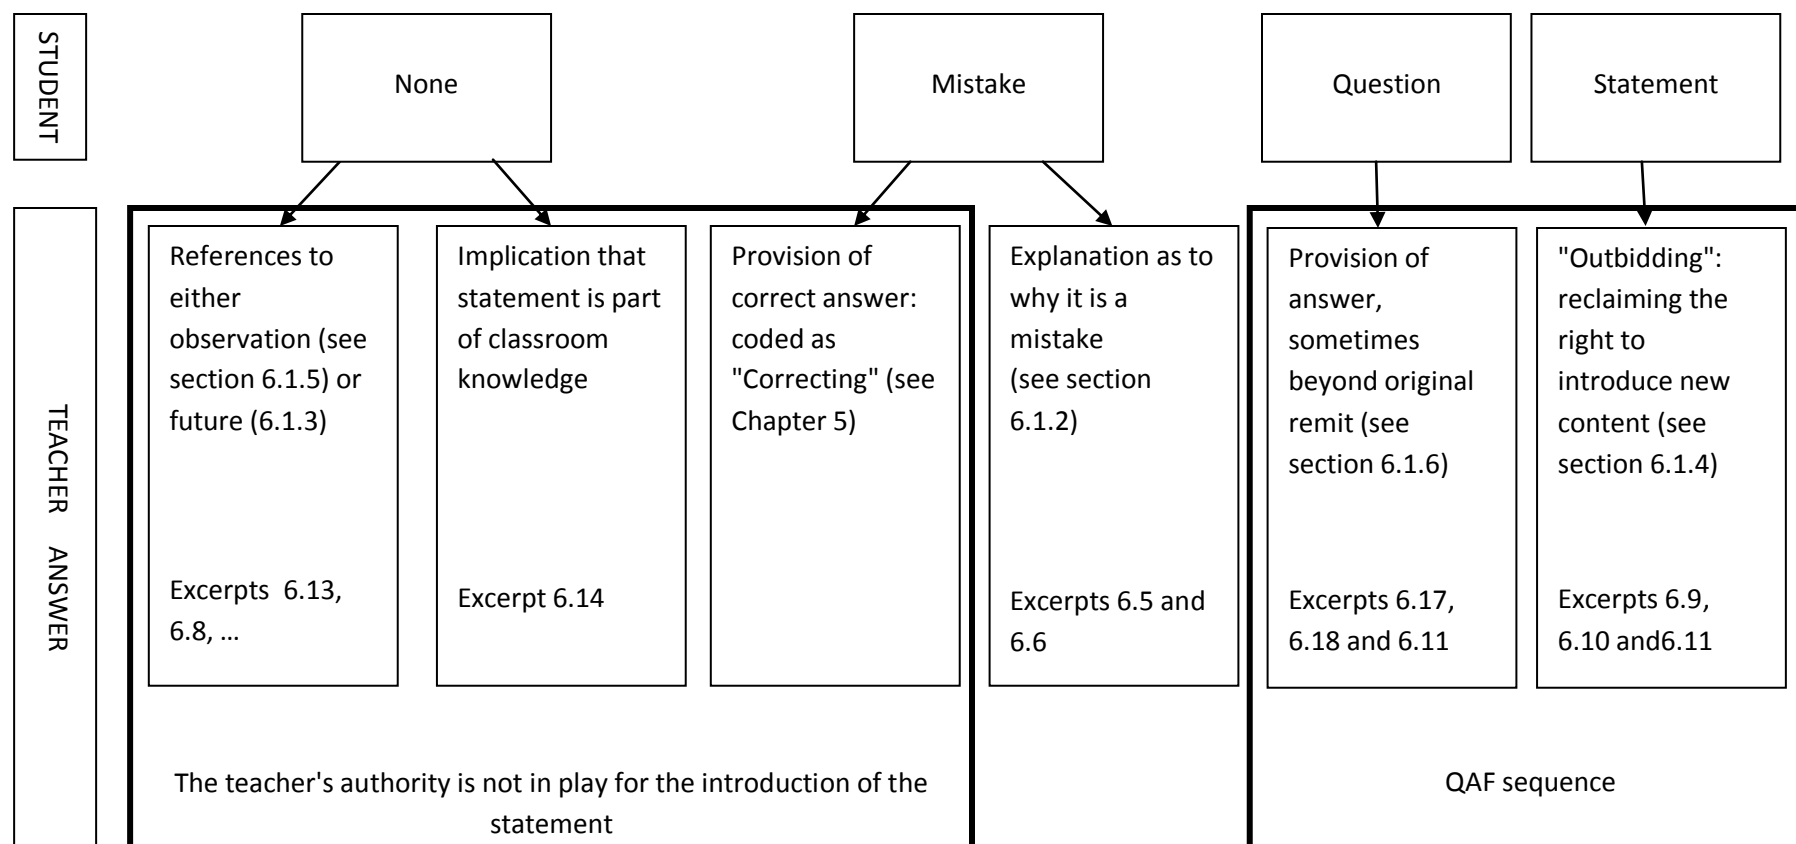 STUDENT
None
Mistake
Question
Statement
TEACHER ANSWER
References to
either
observation (see
section 6.1.5) or
future (6.1.3)
Excerpts 6.13,
6.8, ...
Implication that
statement is part
of classroom
knowledge
Excerpt 6.14
Provision of
correct answer:
coded as
"Correcting" (see
Chapter 5)
Explanation as to
why it is a
mistake
(see section
6.1.2)
Excerpts 6.5 and
6.6
Provision of
answer,
sometimes
beyond original
remit (see
section 6.1.6)
Excerpts 6.17,
6.18 and 6.11
"Outbidding":
reclaiming the
right to
introduce new
content (see
section 6.1.4)
Excerpts 6.9,
6.10 and6.11
The teacher's authority is not in play for the introduction of the
statement
QAF sequence